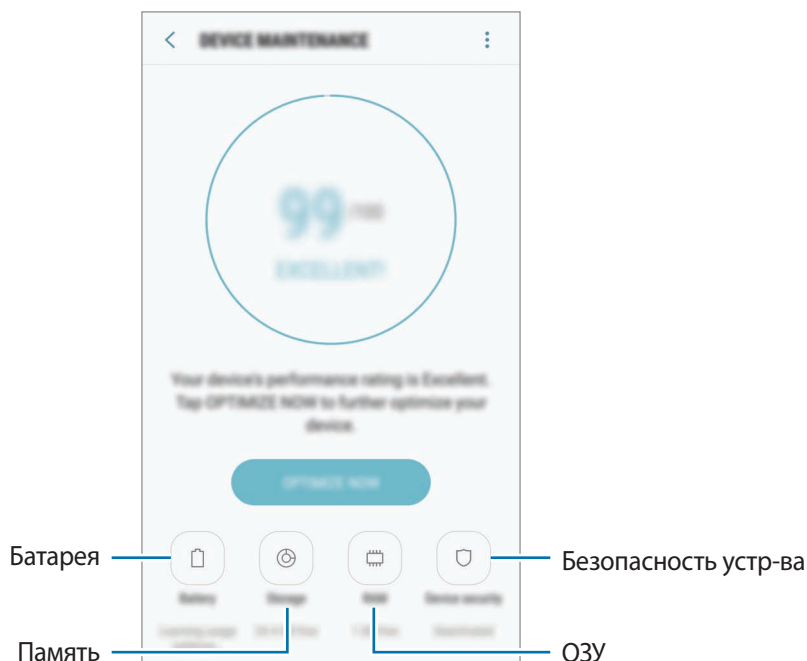 DEVICE MAINTENANCE
99 /100
EXCELLENT!
Your device's performance rating is Excellent.
Tap OPTIMIZE NOW to further optimize your
device.
OPTIMIZE NOW
Батарея
Безопасность устр-ва
Battery
Storage
RAM
Device security
Память
ОЗУ